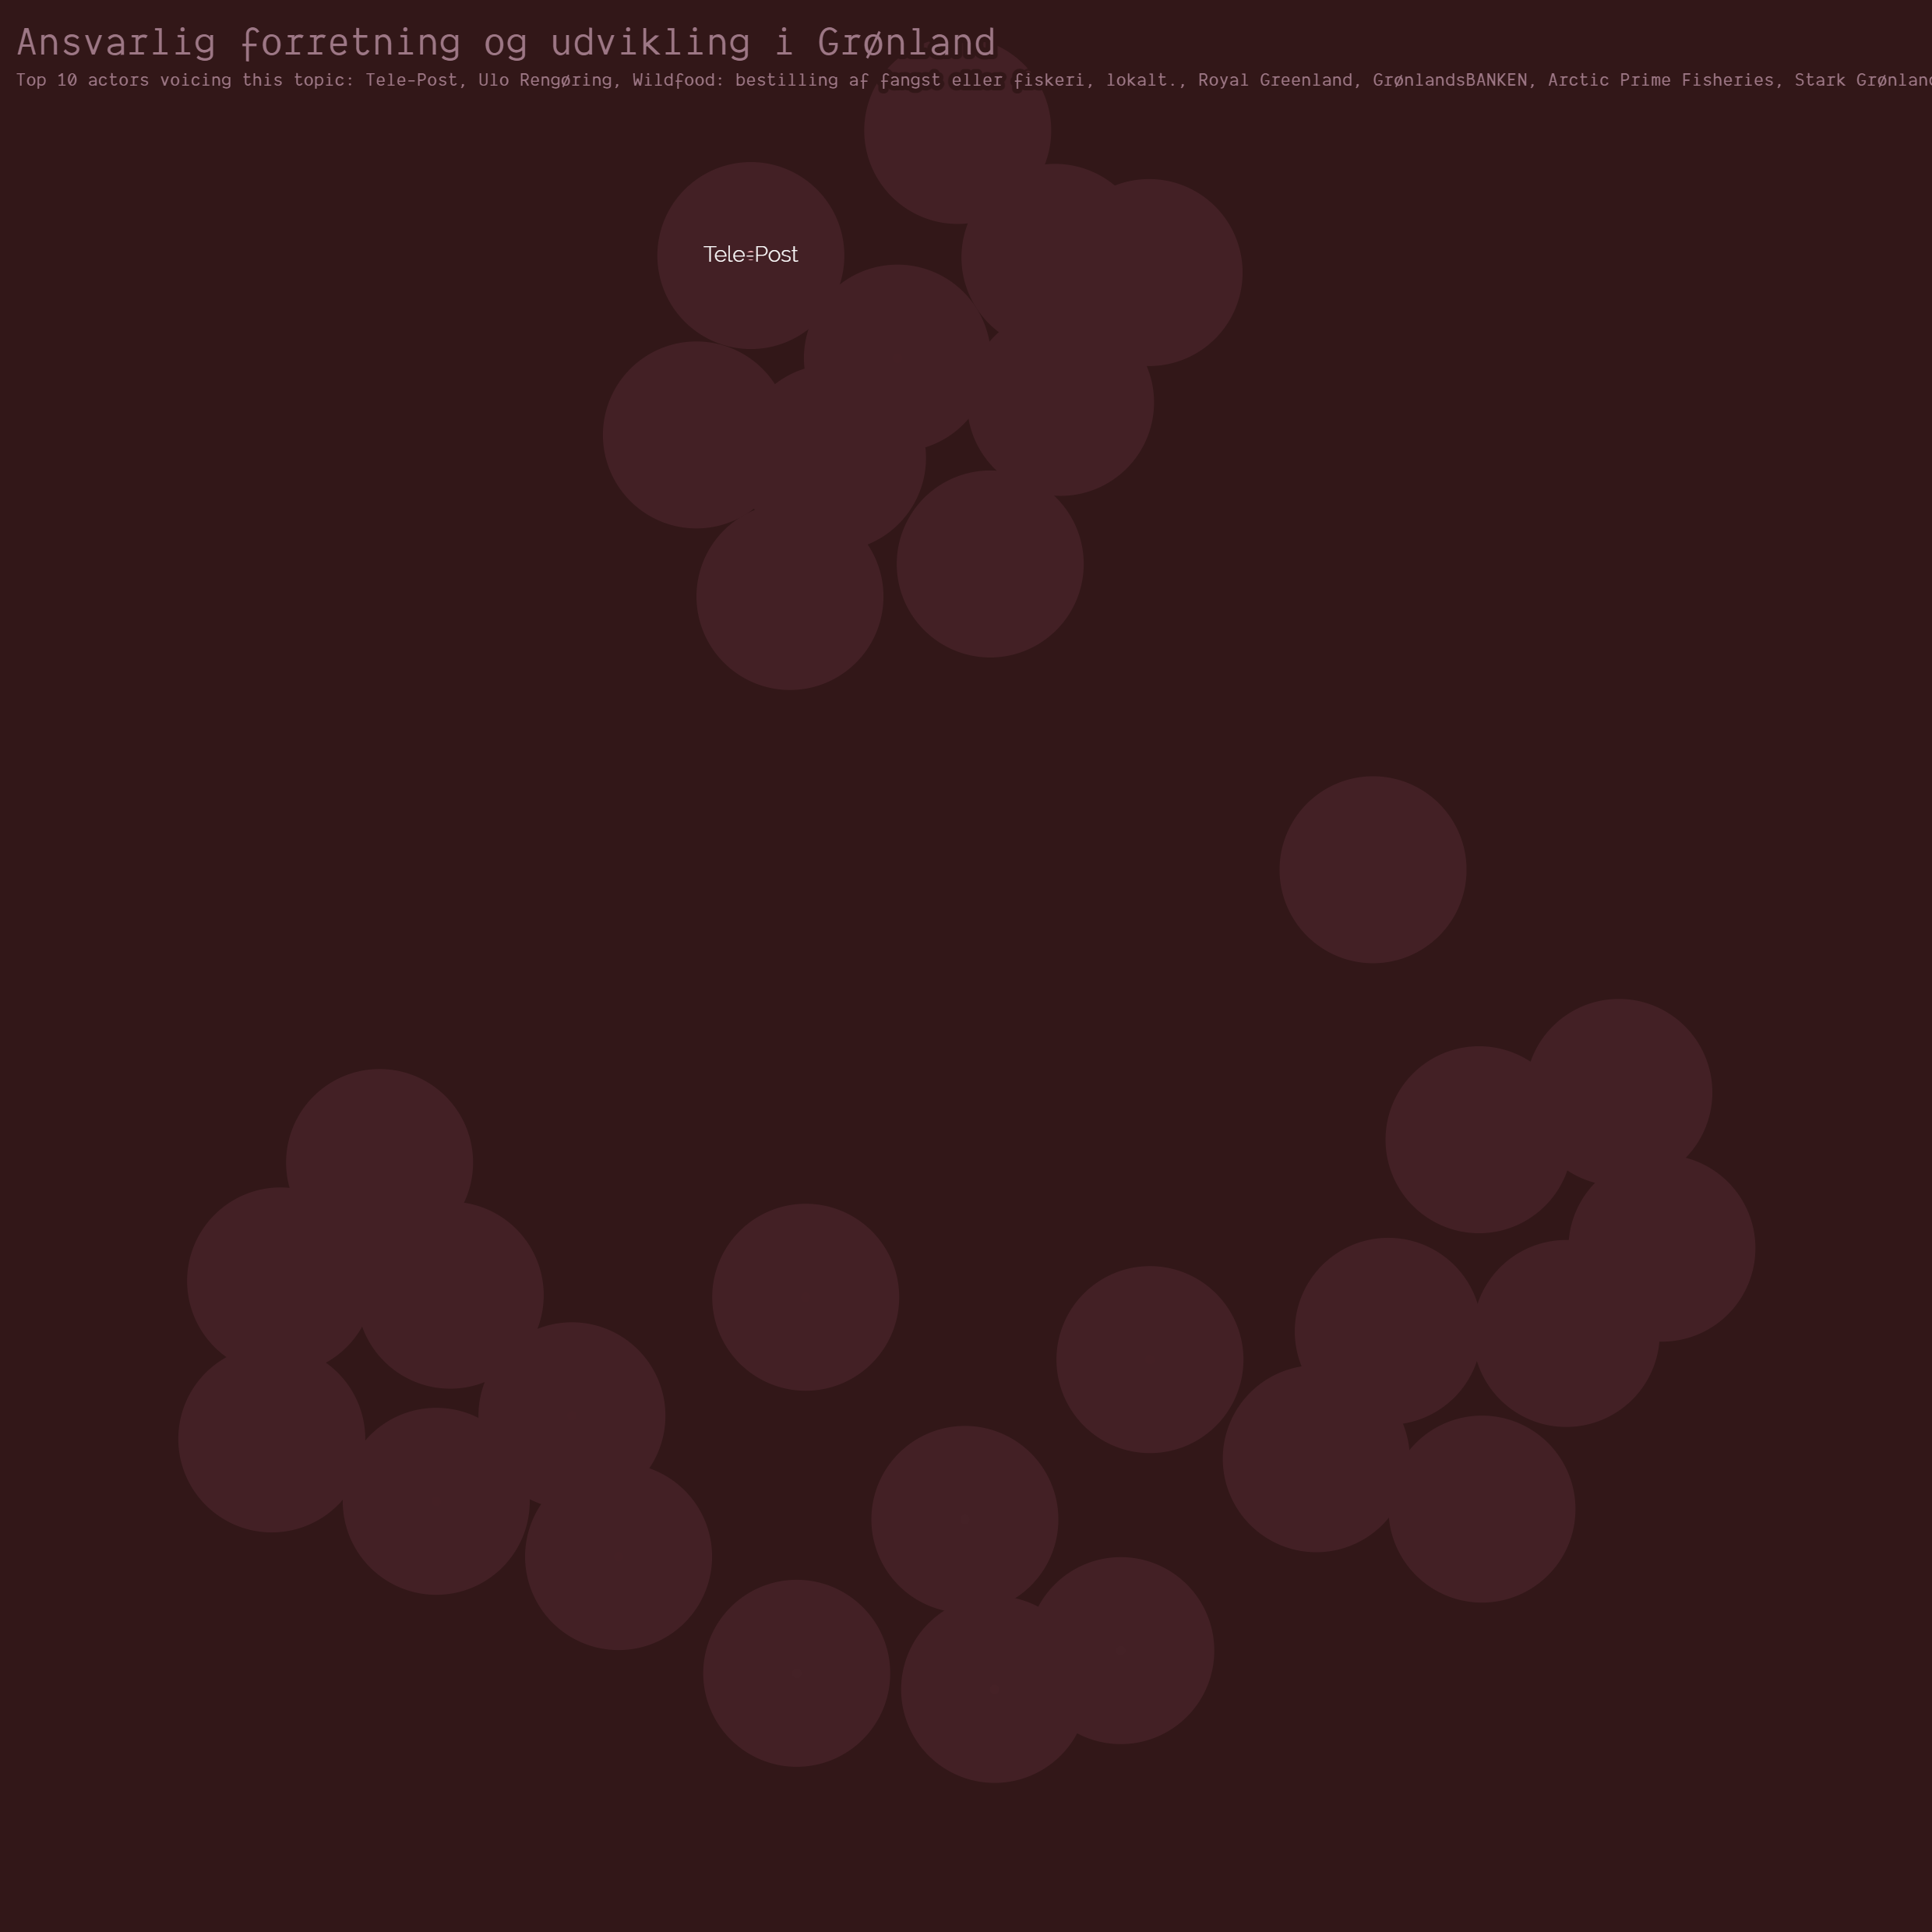 Ansvarlig forretning og udvikling i Grønland
Top 10 actors voicing this topic: Tele-Post, Ulo Rengøring, Wildfood: bestilling af fangst eller fiskeri, lokalt., Royal Greenland, GrønlandsBANKEN, Arctic Prime Fisheries, Stark Grønland
Tele-Post